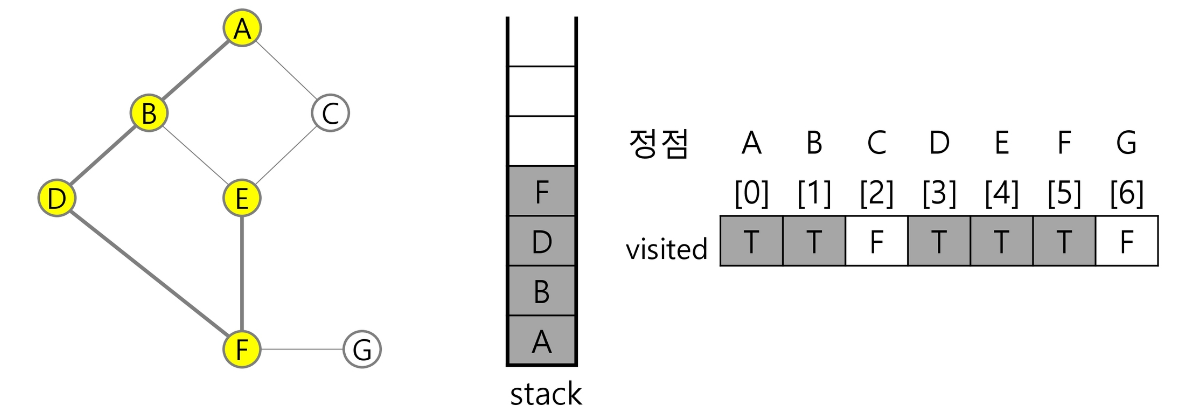 A
B
C
D
E
F
G
F
D
B
A
stack
정점 A B C D E F G
[0] [1] [2] [3] [4] [5] [6]
visited T T F T T T F